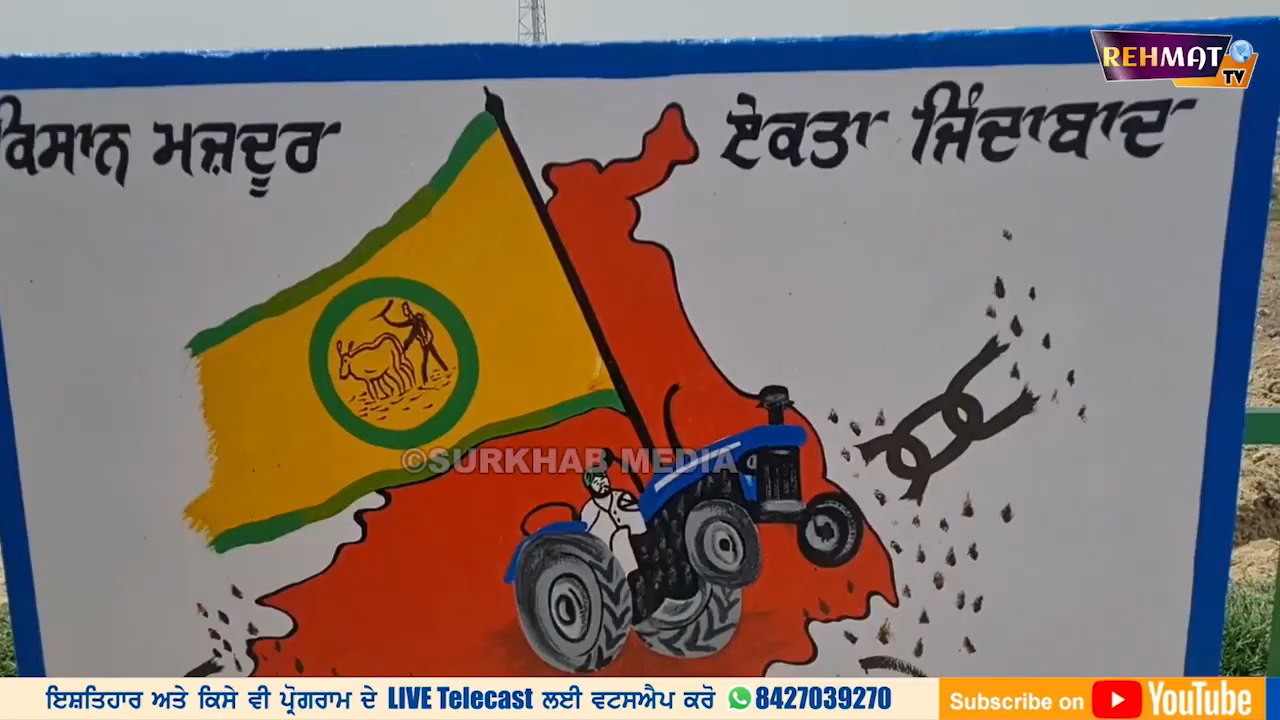 REHMAT TV
ਕਿਸਾਨ ਮਜ਼ਦੂਰ ਏਕਤਾ ਜਿੰਦਾਬਾਦ
©SURKHAB MEDIA
ਇਸ਼ਤਿਹਾਰ ਅਤੇ ਕਿਸੇ ਵੀ ਪ੍ਰੋਗਰਾਮ ਦੇ LIVE Telecast ਲਈ ਵਟਸਐਪ ਕਰੋ 8427039270 Subscribe on YouTube